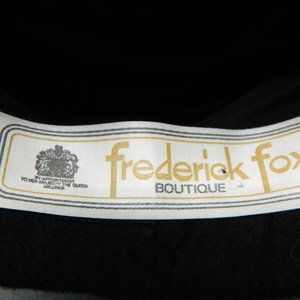 frederick fox
BOUTIQUE
BY APPOINTMENT
TO HER MAJESTY THE QUEEN
MILLINER